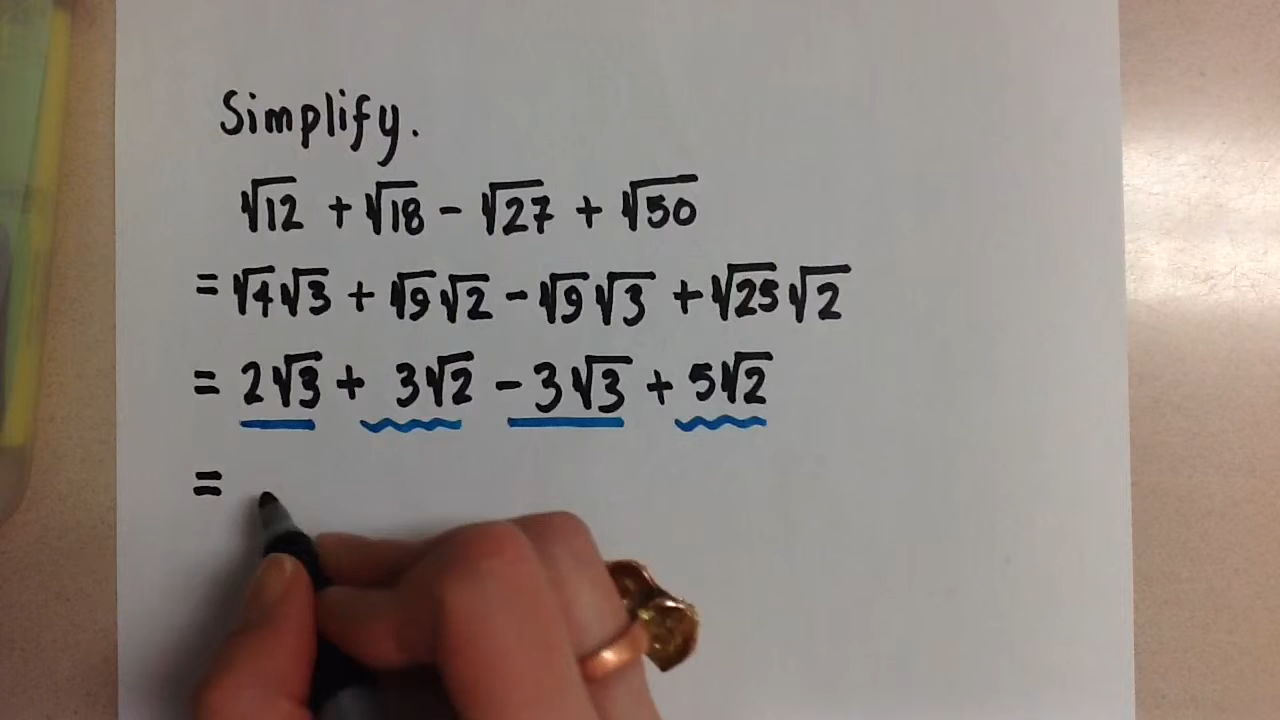 Simplify.
√12 + √18 - √27 + √50
= √4√3 + √9√2 - √9√3 + √25√2
= 2√3 + 3√2 - 3√3 + 5√2
=